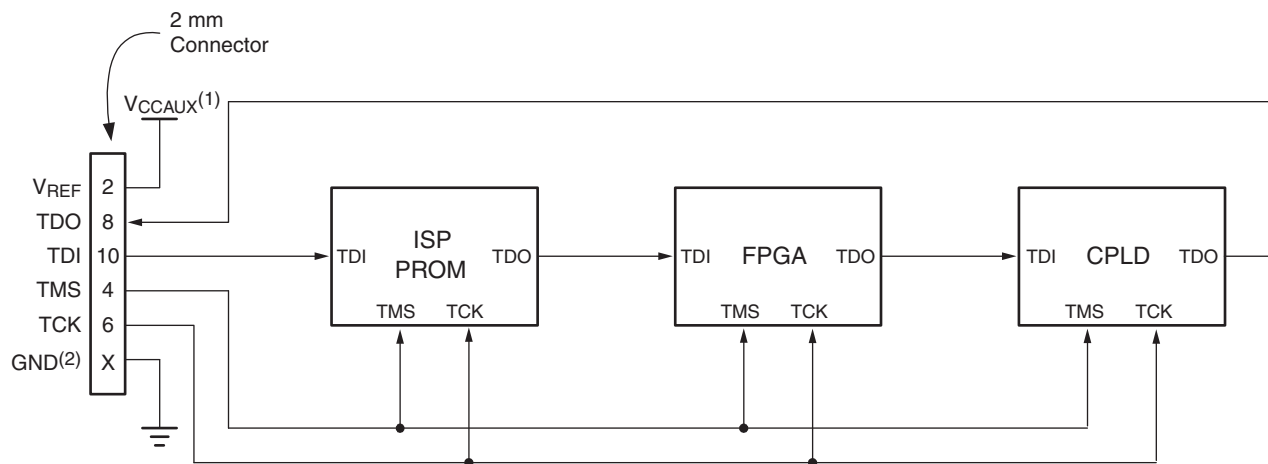 2 mm
Connector
VCCAUX(1)
VREF 2
TDO 8
TDI 10
TMS 4
TCK 6
GND(2) X
TDI ISP PROM TDO
TMS TCK
TDI FPGA TDO
TMS TCK
TDI CPLD TDO
TMS TCK